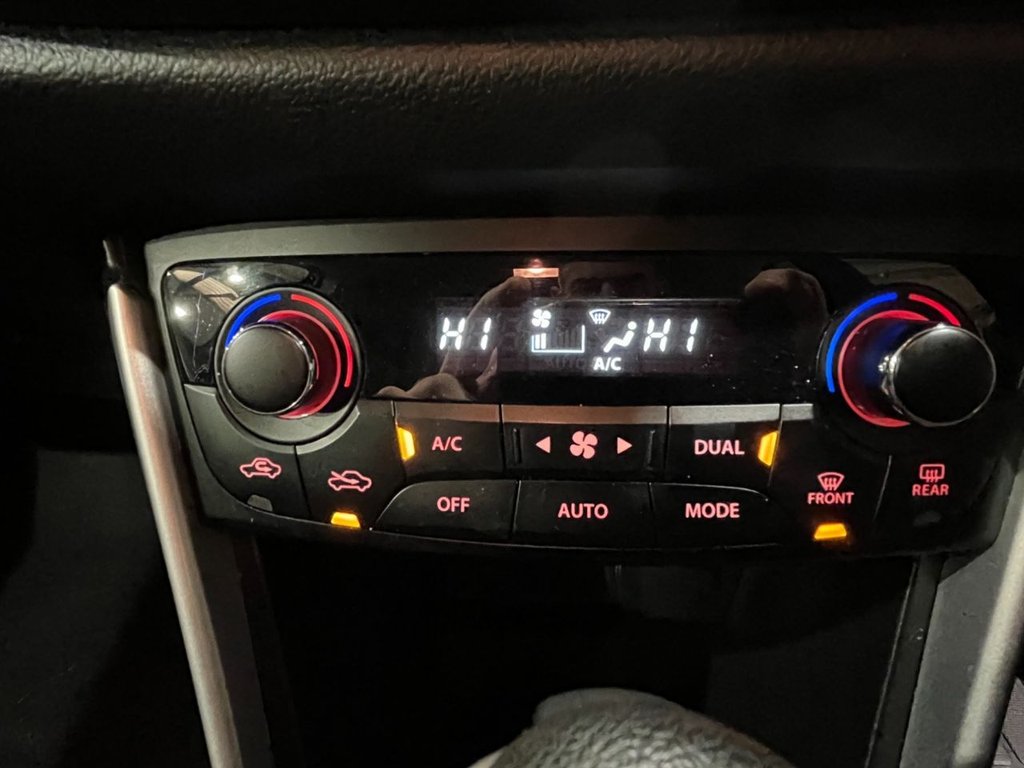 HI HI
A/C
A/C DUAL
OFF AUTO MODE FRONT REAR